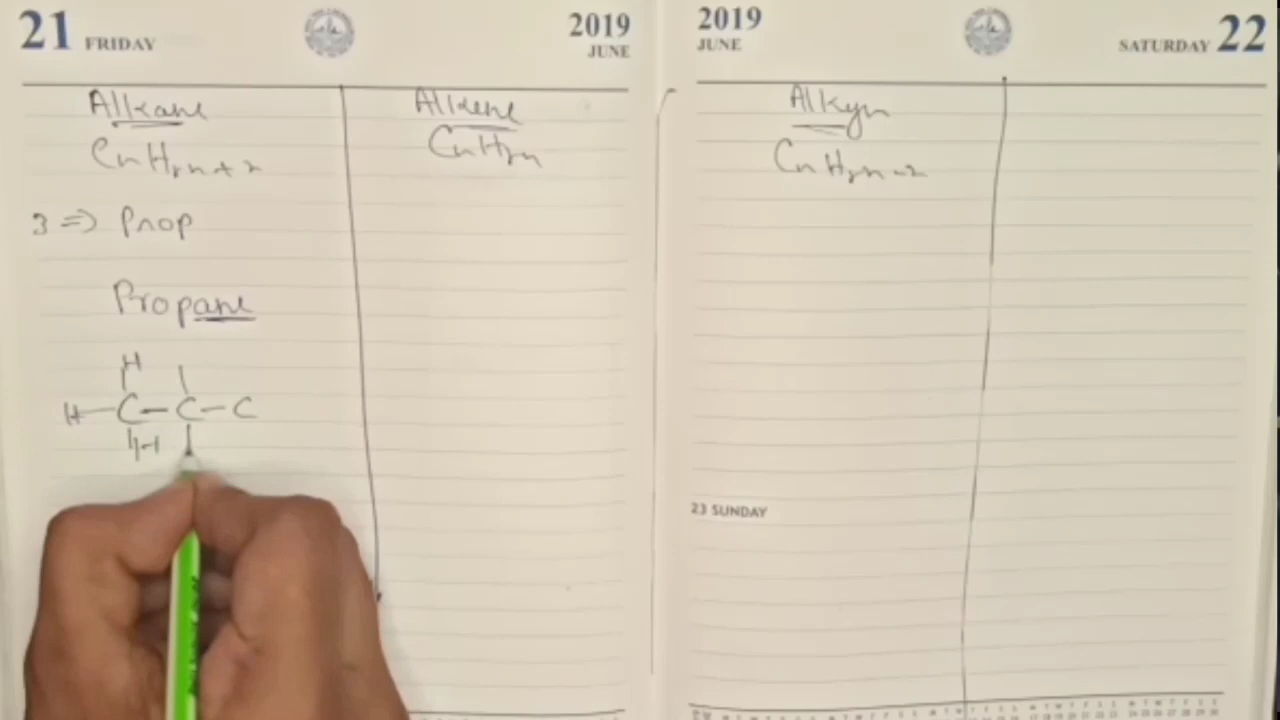 21 FRIDAY
2019
JUNE
Alkane
CnH2n+2
3 => Prop
Propane
H
H-C-C-C
H
Alkene
CnH2n
2019
JUNE
SATURDAY 22
Alkyn
CnH2n-2
23 SUNDAY